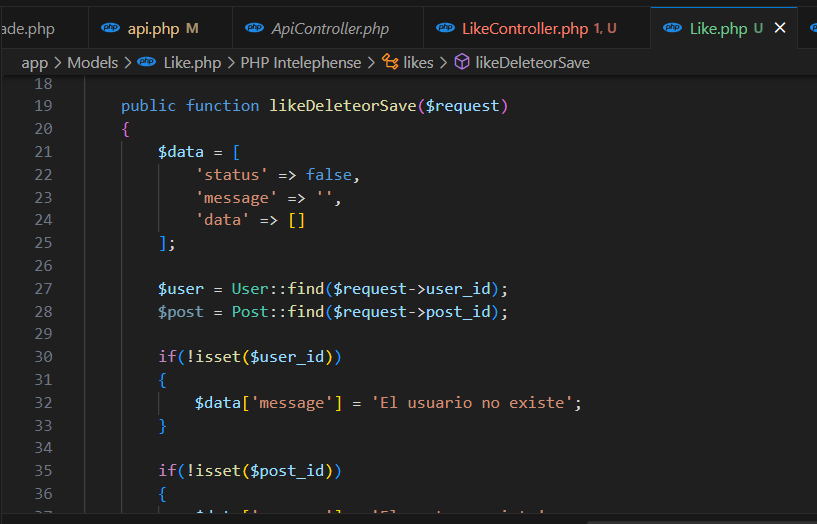 ade.php php api.php M php ApiController.php php LikeController.php 1, U php Like.php U
app > Models > php Like.php > PHP Intelephense > likes > likeDeleteorSave
18
19 public function likeDeleteorSave($request)
20 {
21 $data = [
22 'status' => false,
23 'message' => '',
24 'data' => []
25 ];
26
27 $user = User::find($request->user_id);
28 $post = Post::find($request->post_id);
29
30 if(!isset($user_id))
31 {
32 $data['message'] = 'El usuario no existe';
33 }
34
35 if(!isset($post_id))
36 {